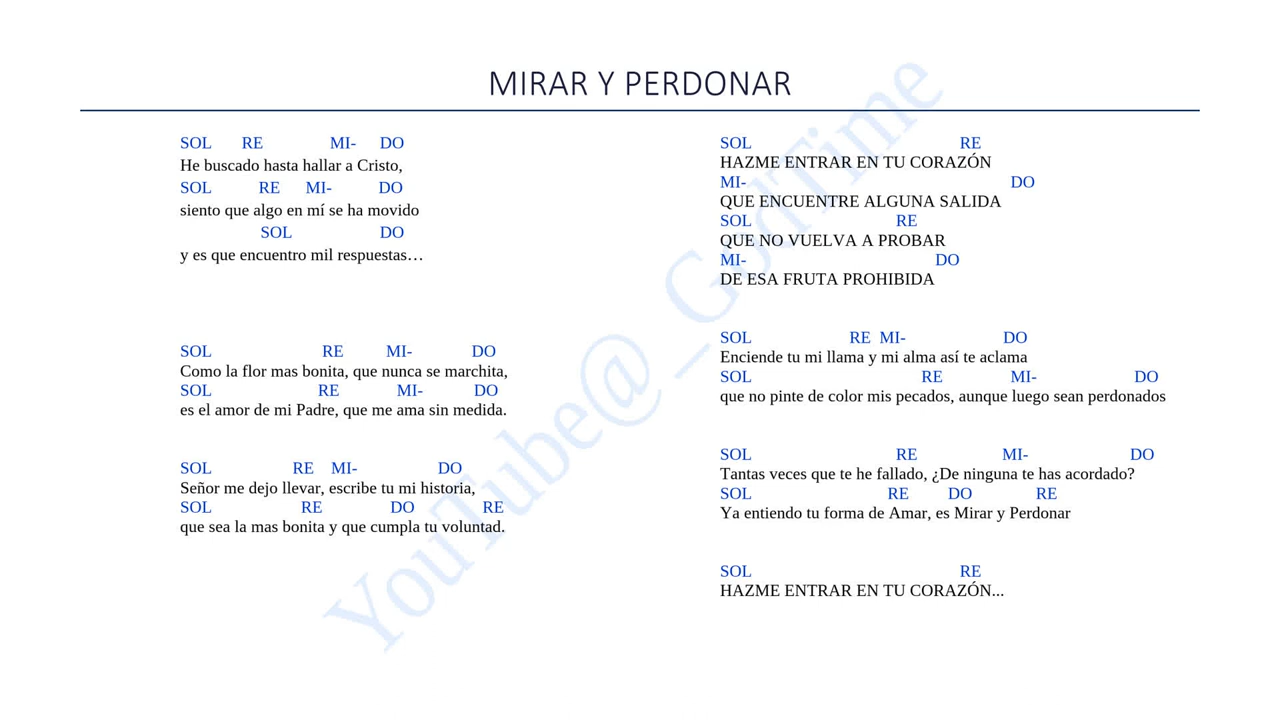 MIRAR Y PERDONAR
SOL RE MI- DO
He buscado hasta hallar a Cristo,
SOL RE MI- DO
siento que algo en mí se ha movido
SOL DO
y es que encuentro mil respuestas…
SOL RE MI- DO
Como la flor mas bonita, que nunca se marchita,
SOL RE MI- DO
es el amor de mi Padre, que me ama sin medida.
SOL RE MI- DO
Señor me dejo llevar, escribe tu mi historia,
SOL RE DO RE
que sea la mas bonita y que cumpla tu voluntad.
SOL RE
HAZME ENTRAR EN TU CORAZÓN
MI- DO
QUE ENCUENTRE ALGUNA SALIDA
SOL RE
QUE NO VUELVA A PROBAR
MI- DO
DE ESA FRUTA PROHIBIDA
SOL RE MI- DO
Enciende tu mi llama y mi alma así te aclama
SOL RE MI- DO
que no pinte de color mis pecados, aunque luego sean perdonados
SOL RE MI- DO
Tantas veces que te he fallado, ¿De ninguna te has acordado?
SOL RE DO RE
Ya entiendo tu forma de Amar, es Mirar y Perdonar
SOL RE
HAZME ENTRAR EN TU CORAZÓN...
YouTube@_GodTime